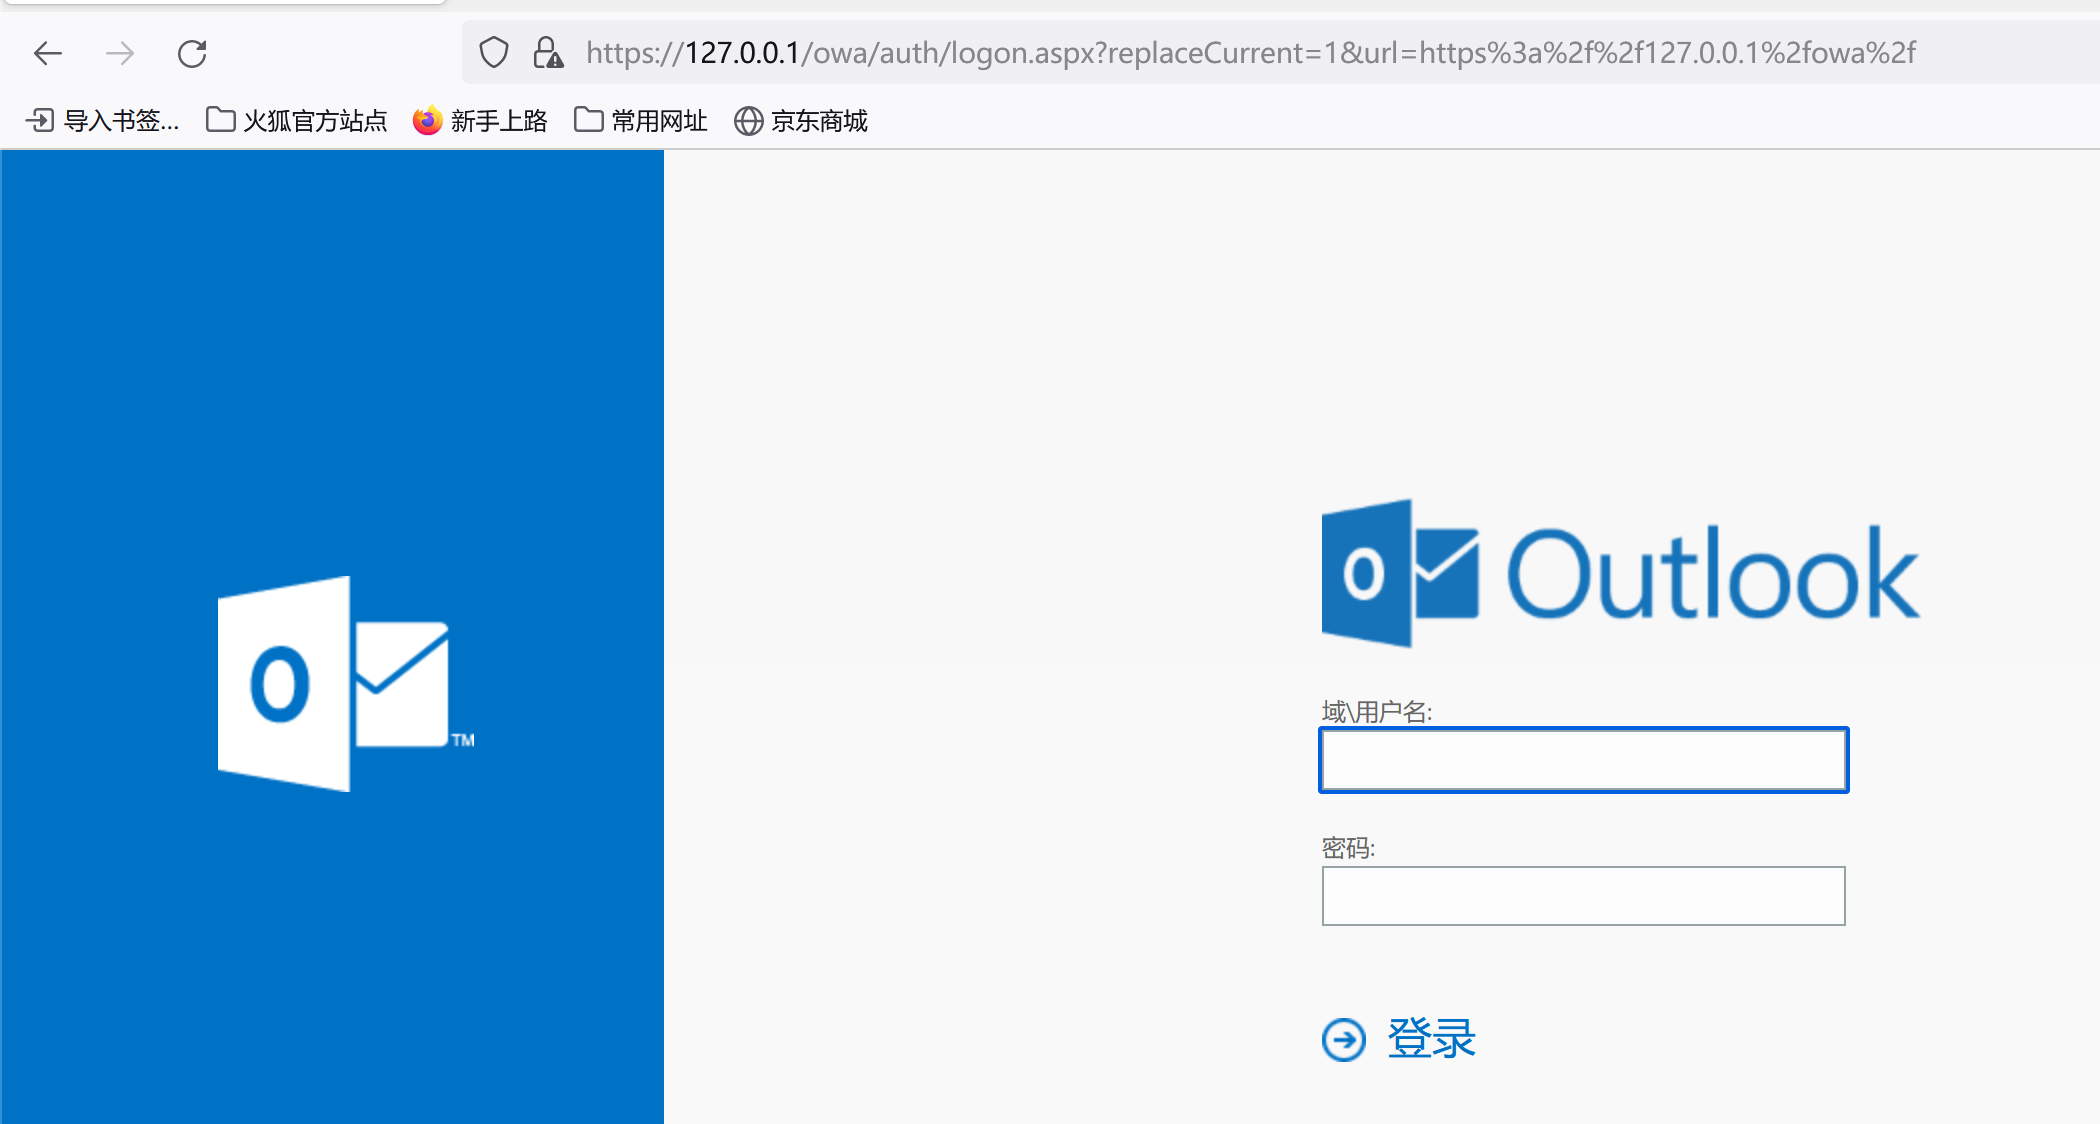 https://127.0.0.1/owa/auth/logon.aspx?replaceCurrent=1&url=https%3a%2f%2f127.0.0.1%2fowa%2f
导入书签... 火狐官方站点 新手上路 常用网址 京东商城
O TM
O Outlook
域\用户名:
密码:
登录